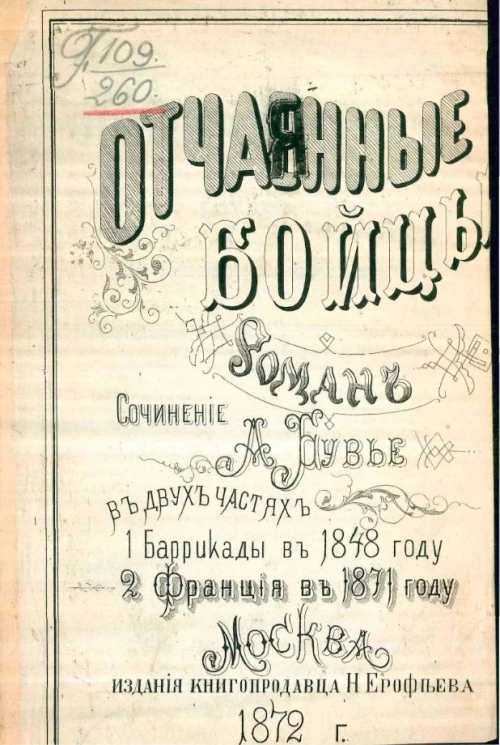 F 109.
260.
ОТЧАЯННЫЕ
БОЙЦЫ
РОМАНЪ
СОЧИНЕНІЕ
А БУВЬЕ
ВЪ ДВУХЪ ЧАСТЯХЪ
1 Баррикады въ 1848 году
2 Франція въ 1871 году
МОСКВА
ИЗДАНІЯ КНИГОПРОДАВЦА Н ЕРОФѢЕВА
1872 г.